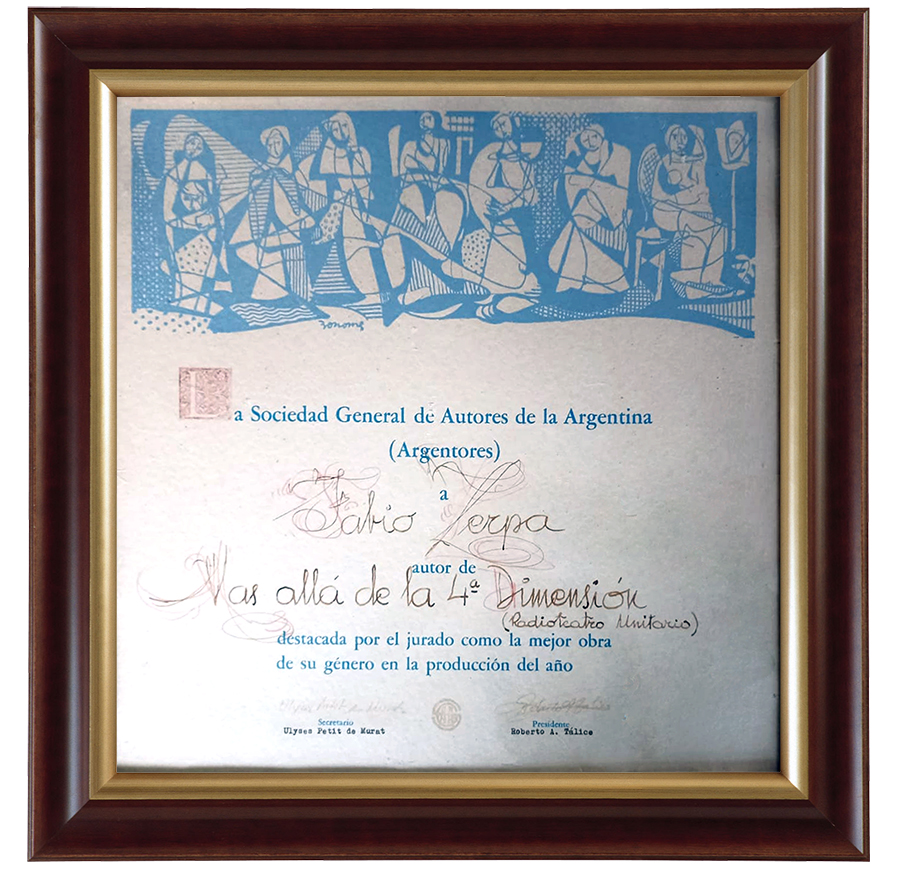 La Sociedad General de Autores de la Argentina
(Argentores)
a
Fabio Zerpa
autor de
Mas allá de la 4ª Dimensión
(Radioteatro Unitario)
destacada por el jurado como la mejor obra
de su género en la producción del año
Secretario
Ulyses Petit de Murat
Presidente
Roberto A. Tálice